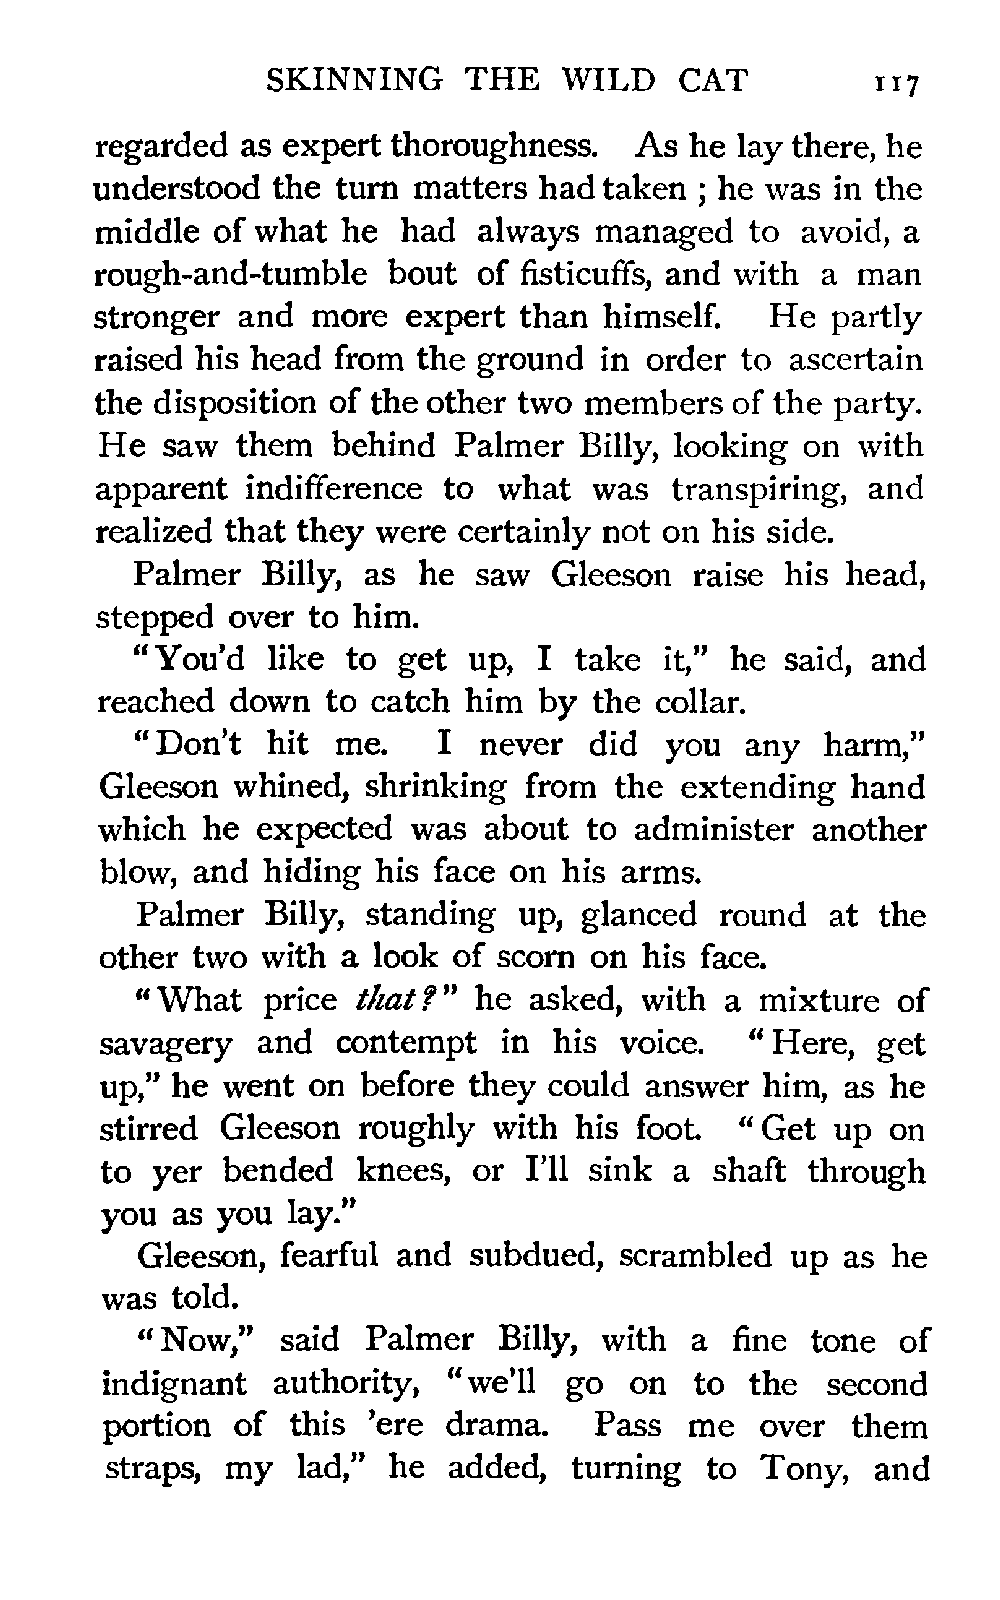 SKINNING THE WILD CAT 117
regarded as expert thoroughness. As he lay there, he
understood the turn matters had taken ; he was in the
middle of what he had always managed to avoid, a
rough-and-tumble bout of fisticuffs, and with a man
stronger and more expert than himself. He partly
raised his head from the ground in order to ascertain
the disposition of the other two members of the party.
He saw them behind Palmer Billy, looking on with
apparent indifference to what was transpiring, and
realized that they were certainly not on his side.
Palmer Billy, as he saw Gleeson raise his head,
stepped over to him.
“You’d like to get up, I take it,” he said, and
reached down to catch him by the collar.
“Don’t hit me. I never did you any harm,”
Gleeson whined, shrinking from the extending hand
which he expected was about to administer another
blow, and hiding his face on his arms.
Palmer Billy, standing up, glanced round at the
other two with a look of scorn on his face.
“What price that?” he asked, with a mixture of
savagery and contempt in his voice. “Here, get
up,” he went on before they could answer him, as he
stirred Gleeson roughly with his foot. “Get up on
to yer bended knees, or I’ll sink a shaft through
you as you lay.”
Gleeson, fearful and subdued, scrambled up as he
was told.
“Now,” said Palmer Billy, with a fine tone of
indignant authority, “we’ll go on to the second
portion of this ’ere drama. Pass me over them
straps, my lad,” he added, turning to Tony, and